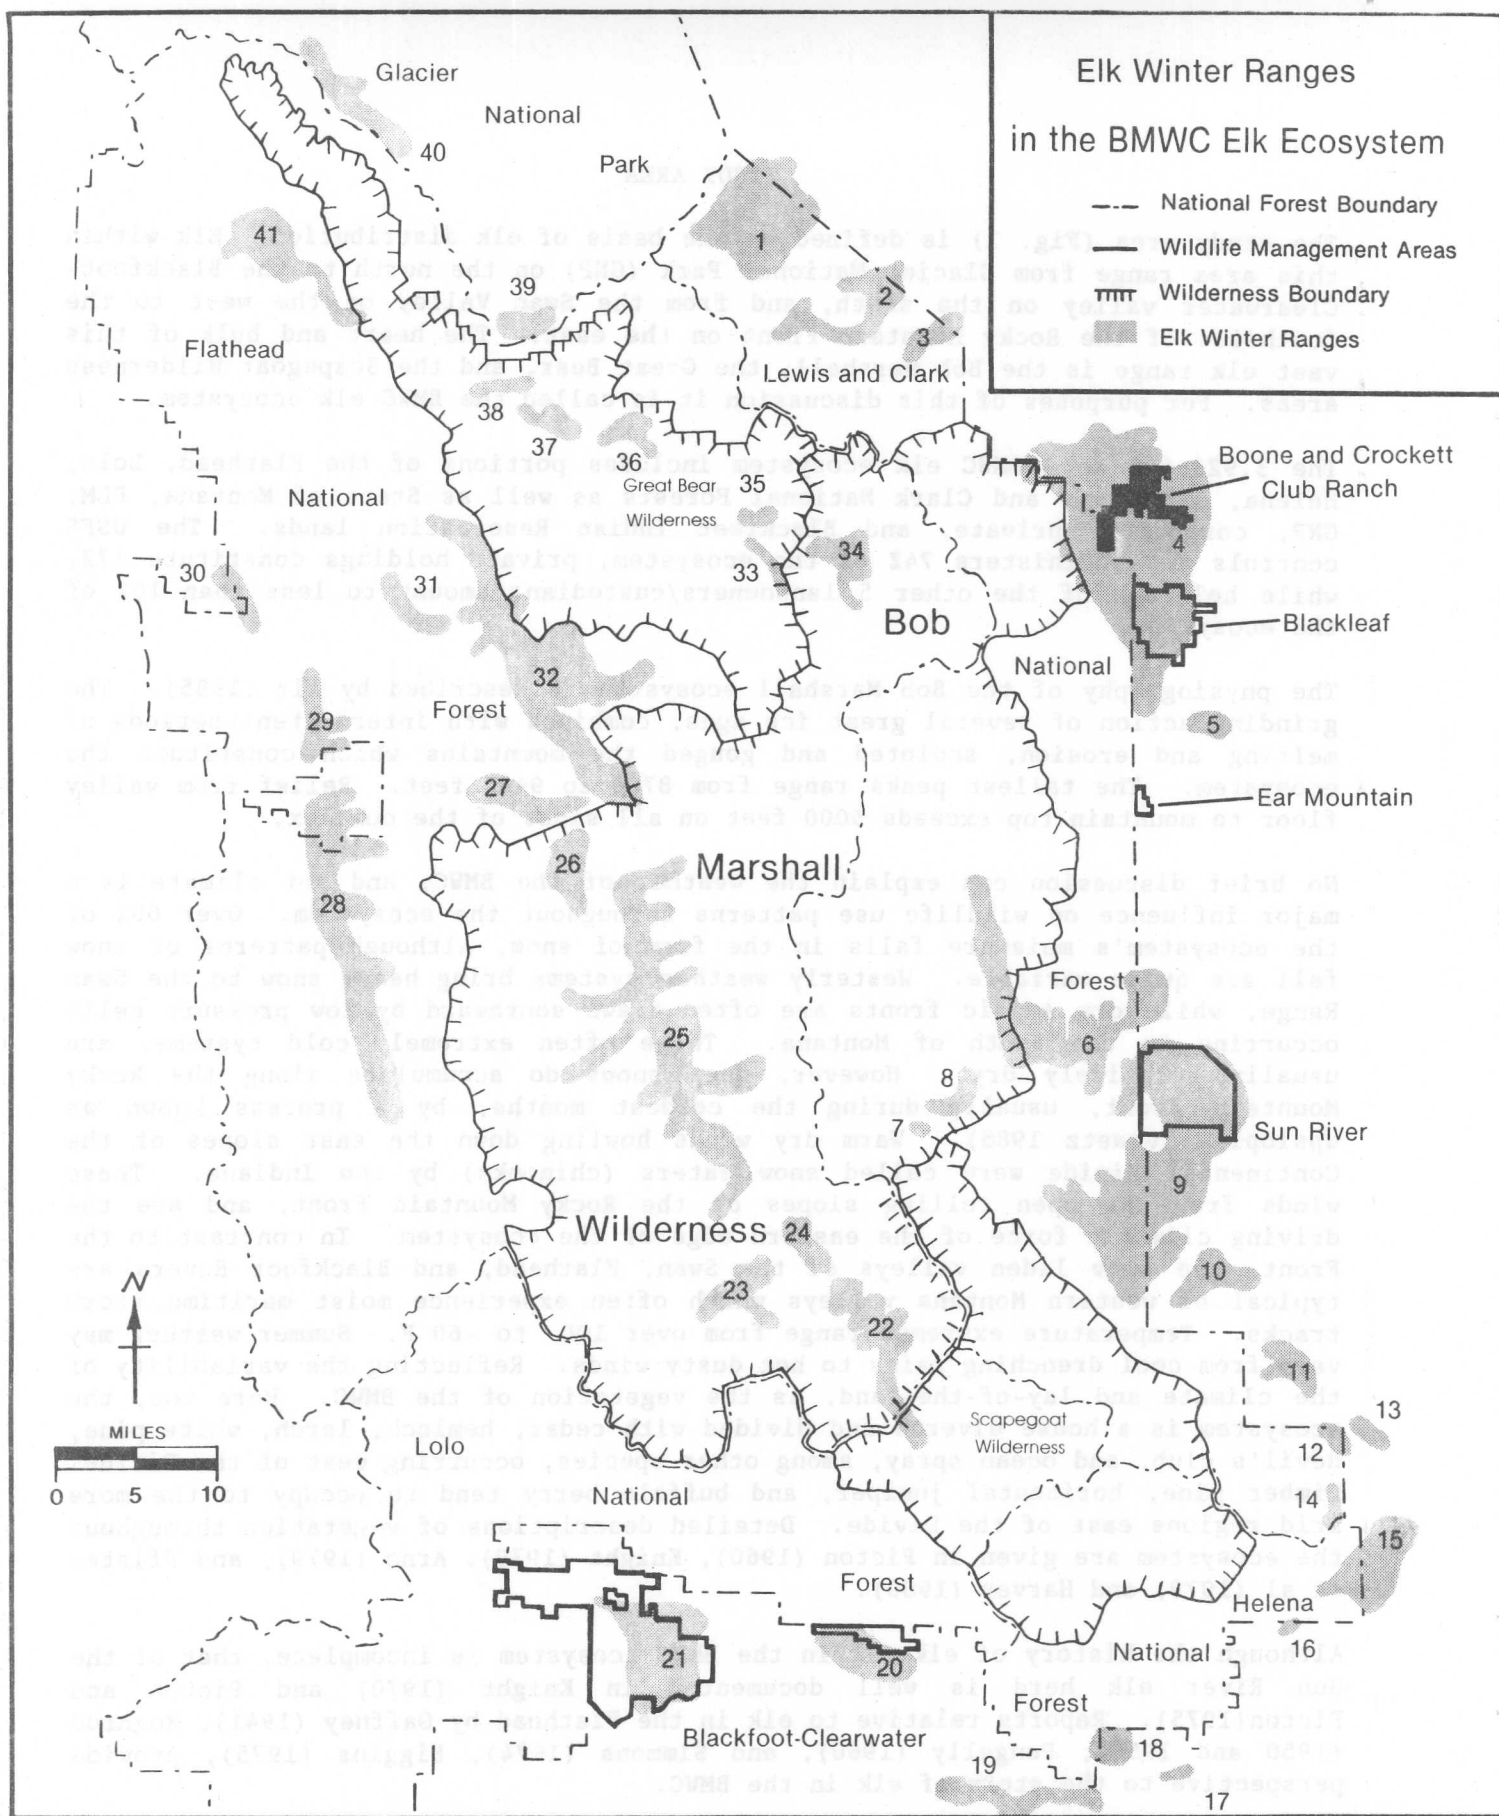 Elk Winter Ranges
in the BMWC Elk Ecosystem
National Forest Boundary
Wildlife Management Areas
Wilderness Boundary
Elk Winter Ranges
Glacier
National
Park
40
41
1
39
2
3
Flathead
Lewis and Clark
38
37
36
Great Bear
Wilderness
35
National
Boone and Crockett
Club Ranch
4
34
33
30
31
Bob
Blackleaf
National
32
Forest
29
5
27
Ear Mountain
26
Marshall
28
Forest
25
6
8
7
Sun River
9
Wilderness
24
10
23
22
N
11
Scapegoat
Wilderness
13
12
MILES
0 5 10
Lolo
National
14
15
Forest
Helena
16
National
21
20
Forest
Blackfoot-Clearwater
18
19
17